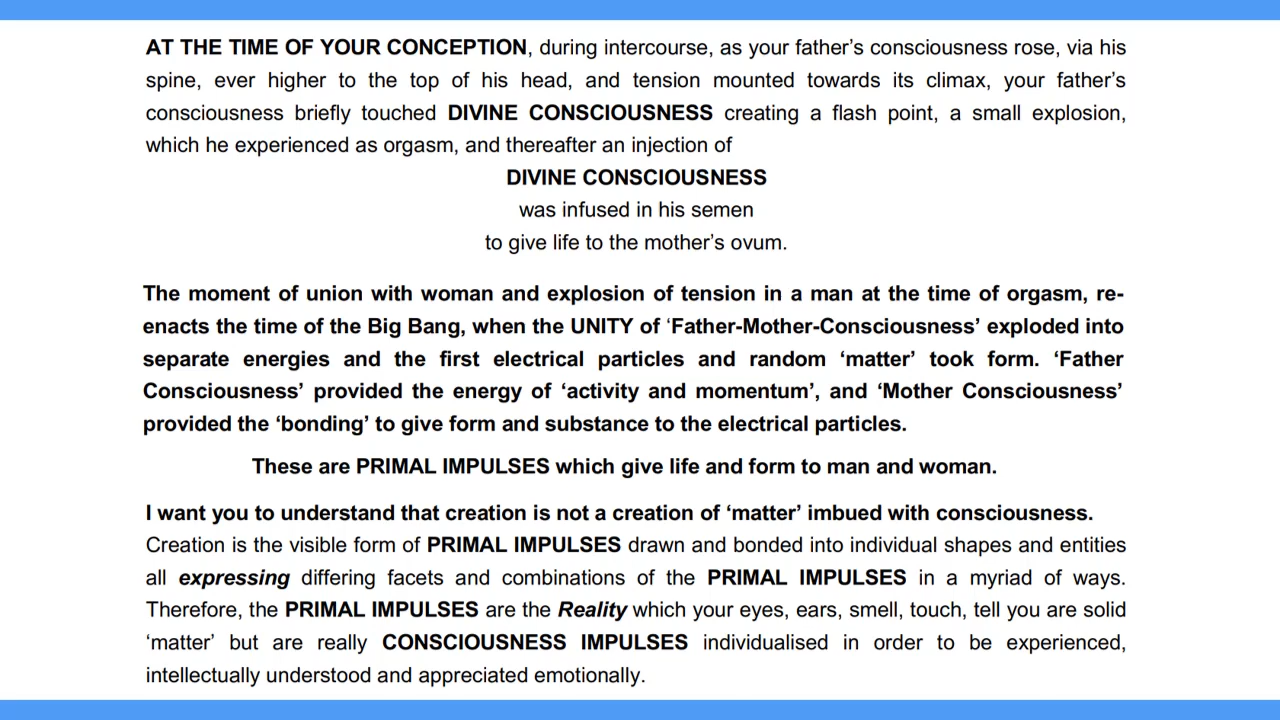 AT THE TIME OF YOUR CONCEPTION, during intercourse, as your father’s consciousness rose, via his
spine, ever higher to the top of his head, and tension mounted towards its climax, your father’s
consciousness briefly touched DIVINE CONSCIOUSNESS creating a flash point, a small explosion,
which he experienced as orgasm, and thereafter an injection of
DIVINE CONSCIOUSNESS
was infused in his semen
to give life to the mother’s ovum.
The moment of union with woman and explosion of tension in a man at the time of orgasm, re-
enacts the time of the Big Bang, when the UNITY of ‘Father-Mother-Consciousness’ exploded into
separate energies and the first electrical particles and random ‘matter’ took form. ‘Father
Consciousness’ provided the energy of ‘activity and momentum’, and ‘Mother Consciousness’
provided the ‘bonding’ to give form and substance to the electrical particles.
These are PRIMAL IMPULSES which give life and form to man and woman.
I want you to understand that creation is not a creation of ‘matter’ imbued with consciousness.
Creation is the visible form of PRIMAL IMPULSES drawn and bonded into individual shapes and entities
all expressing differing facets and combinations of the PRIMAL IMPULSES in a myriad of ways.
Therefore, the PRIMAL IMPULSES are the Reality which your eyes, ears, smell, touch, tell you are solid
‘matter’ but are really CONSCIOUSNESS IMPULSES individualised in order to be experienced,
intellectually understood and appreciated emotionally.